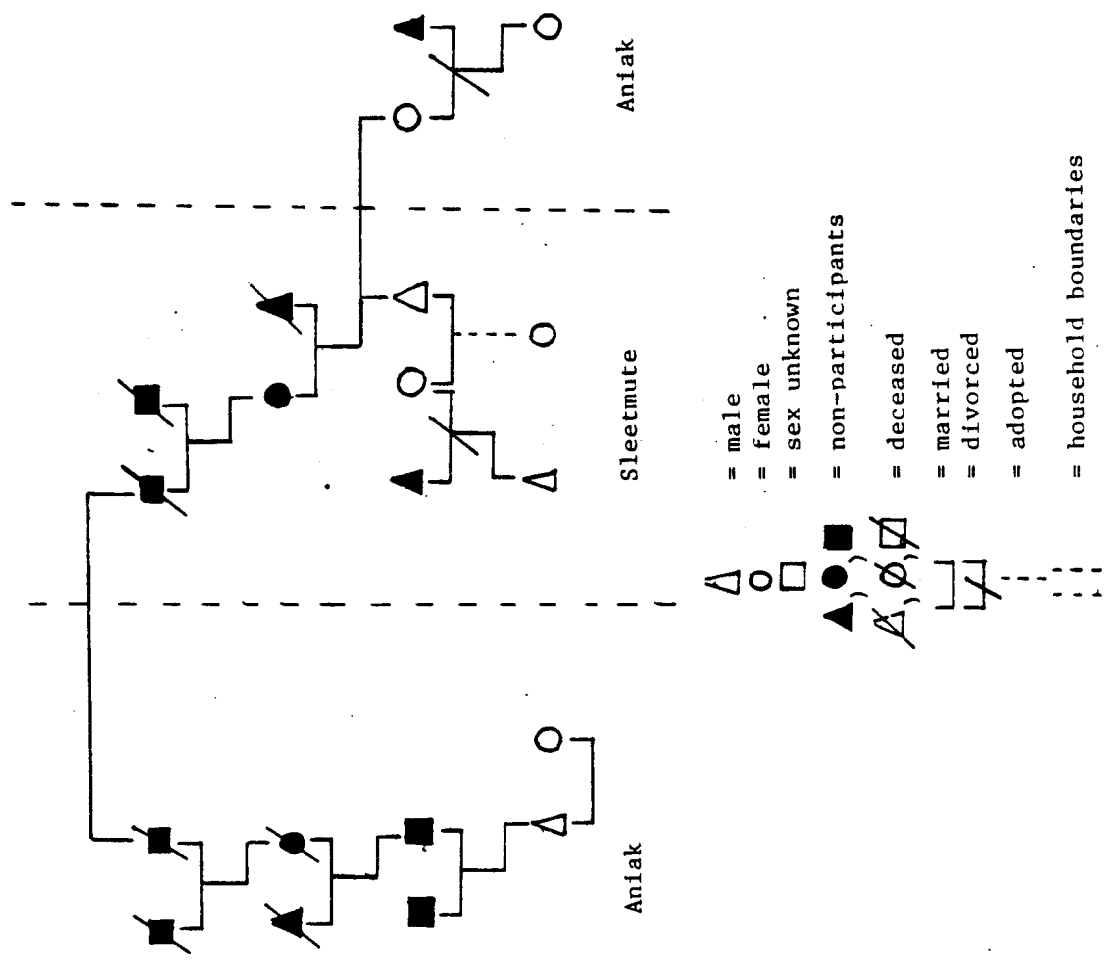 Aniak
Sleetmute
Aniak
= male
= female
= sex unknown
= non-participants
= deceased
= married
= divorced
= adopted
= household boundaries